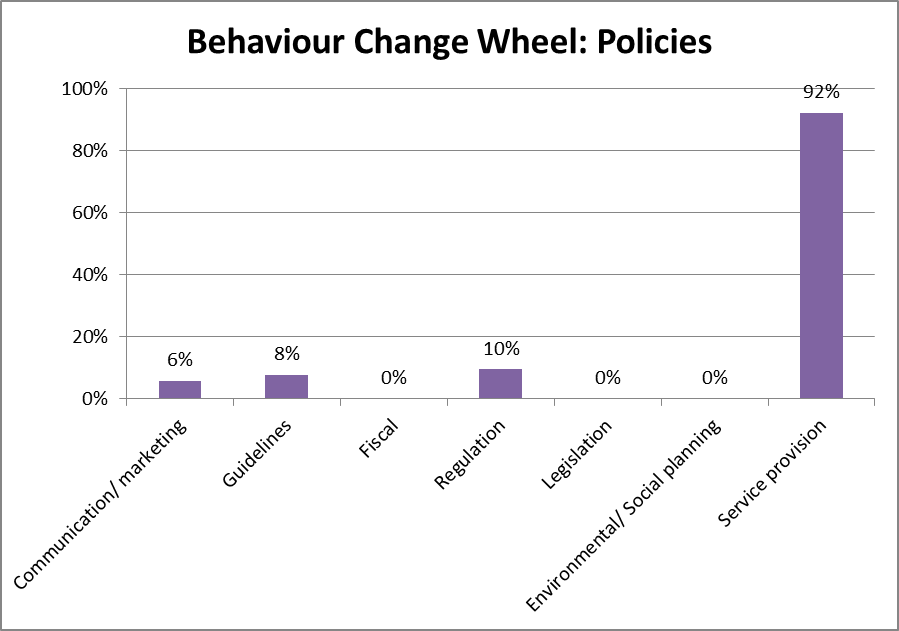 Behaviour Change Wheel: Policies
100%
80%
60%
40%
20%
0%
6%
8%
0%
10%
0%
0%
92%
Communication/ marketing
Guidelines
Fiscal
Regulation
Legislation
Environmental/ Social planning
Service provision